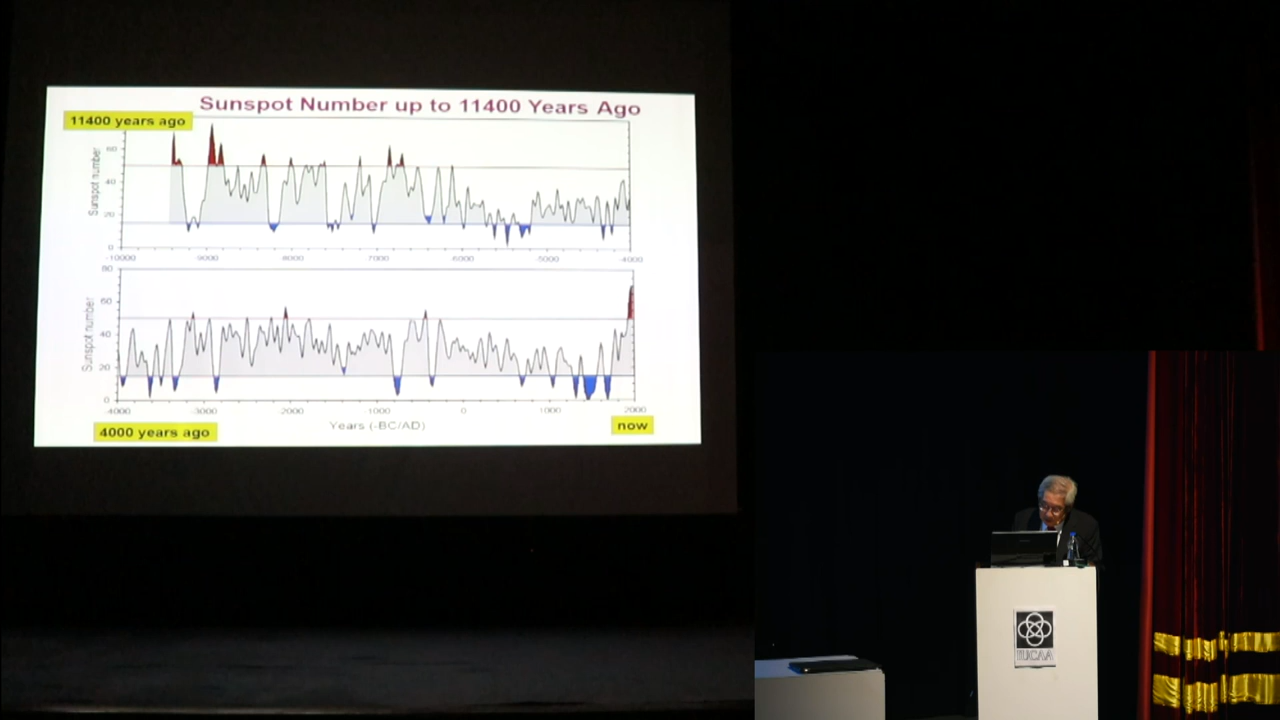 Sunspot Number up to 11400 Years Ago
11400 years ago
Sunspot number
60
40
20
0
-10000 -9000 -8000 -7000 -6000 -5000 -4000
80
60
40
20
0
Sunspot number
-4000 -3000 -2000 -1000 0 1000 2000
Years (-BC/AD)
4000 years ago
now
IUCAA